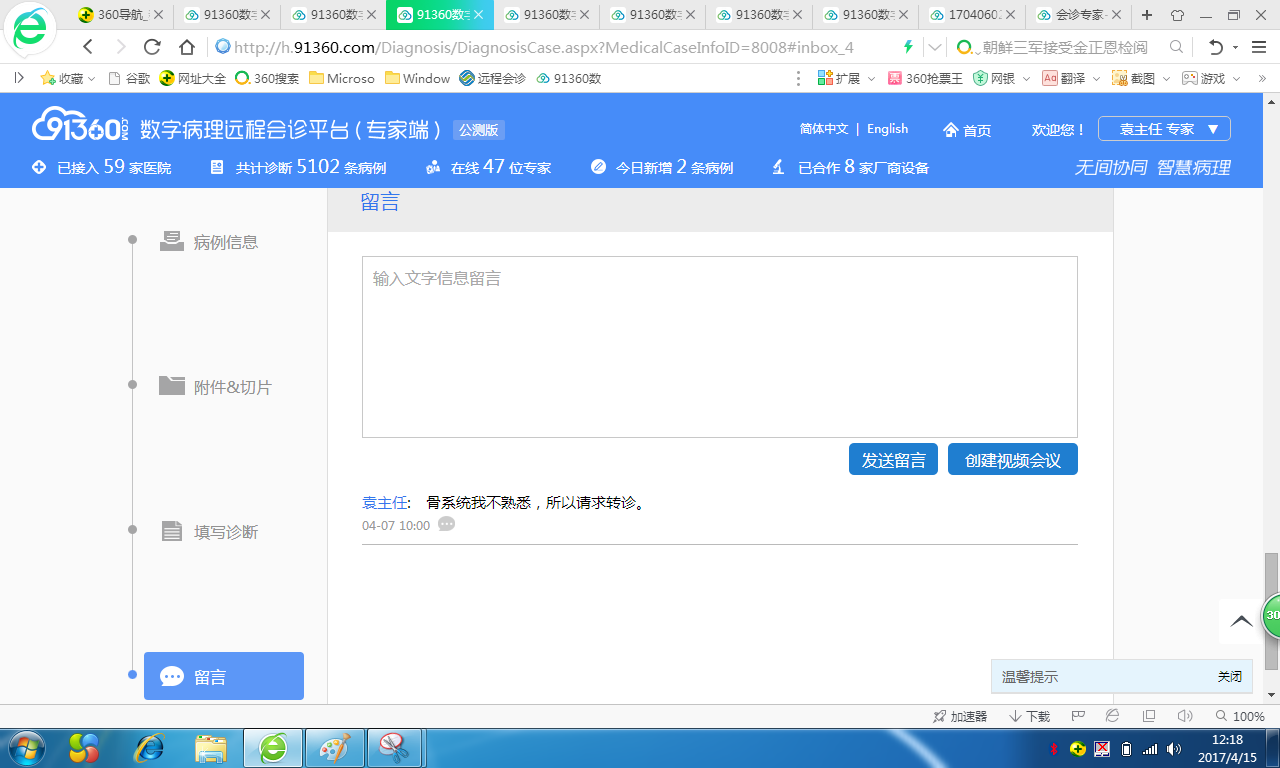 360导航_
91360数字
91360数字
91360数字
91360数字
91360数字
91360数字
91360数字
1704060
会诊专家
http://h.91360.com/Diagnosis/DiagnosisCase.aspx?MedicalCaseInfoId=8008#inbox_4
朝鲜三军接受金正恩检阅
收藏 谷歌 网址大全 360搜索 Microso Window 远程会诊 91360数 扩展 360抢票王 网银 翻译 截图 游戏 »
91360.COM 数字病理远程会诊平台 ( 专家端 ) 公测版
简体中文 | English 首页 欢迎您！ 袁主任 专家 ▼
已接入 59 家医院 共计诊断 5102 条病例 在线 47 位专家 今日新增 2 条病例 已合作 8 家厂商设备 无间协同 智慧病理
留言
病例信息
输入文字信息留言
附件&切片
发送留言 创建视频会议
袁主任: 骨系统我不熟悉，所以请求转诊。
04-07 10:00
填写诊断
30
留言
温馨提示 关闭
加速器 下载 100%
12:18
2017/4/15